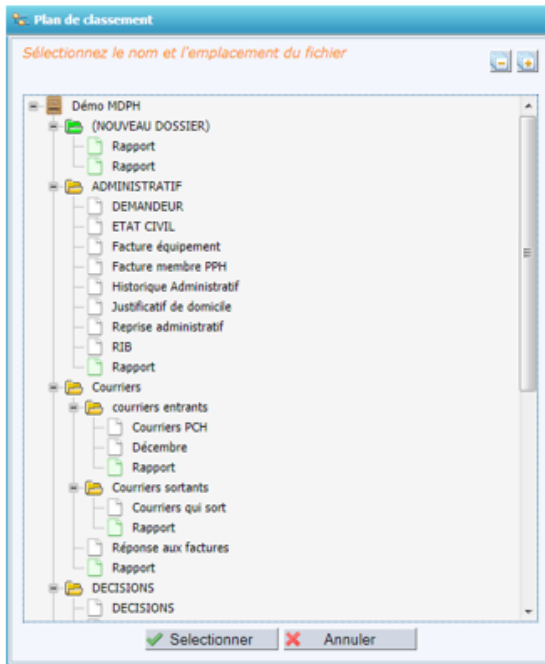 Plan de classement
Sélectionnez le nom et l'emplacement du fichier
Démo MDPH
(NOUVEAU DOSSIER)
Rapport
Rapport
ADMINISTRATIF
DEMANDEUR
ETAT CIVIL
Facture équipement
Facture membre PPH
Historique Administratif
Justificatif de domicile
Reprise administratif
RIB
Rapport
Courriers
courriers entrants
Courriers PCH
Décembre
Rapport
Courriers sortants
Courriers qui sort
Rapport
Réponse aux factures
Rapport
DECISIONS
DECISIONS
Selectionner Annuler